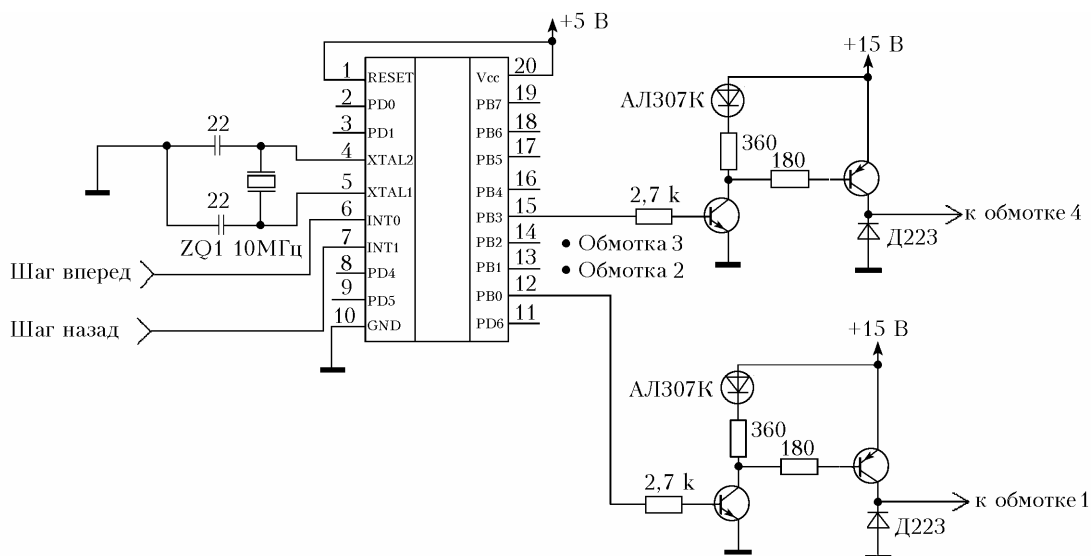 +5 В
+15 В
1 RESET
Vcc 20
2 PD0
PB7 19
3 PD1
PB6 18
4 XTAL2
PB5 17
5 XTAL1
PB4 16
6 INT0
PB3 15
7 INT1
PB2 14
8 PD4
PB1 13
9 PD5
PB0 12
10 GND
PD6 11
22
22
ZQ1 10МГц
Шаг вперед
Шаг назад
• Обмотка 3
• Обмотка 2
АЛ307К
360
180
2,7 k
к обмотке 4
Д223
+15 В
АЛ307К
360
180
2,7 k
к обмотке 1
Д223